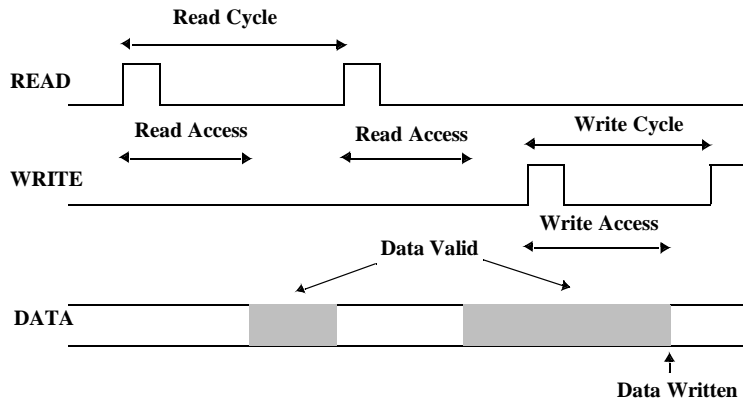 Read Cycle
READ
Read Access
Read Access
Write Cycle
WRITE
Write Access
Data Valid
DATA
Data Written